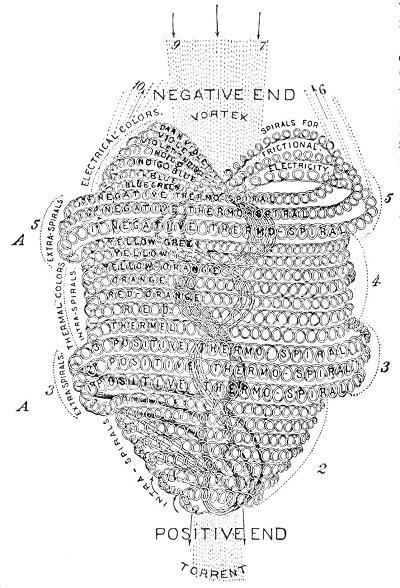 9 7
10 6
NEGATIVE END
VORTEX
ELECTRICAL-COLORS.
SPIRALS FOR
FRICTIONAL
ELECTRICITY
DARK
VIOLET
INDIGO
INDIGO BLUE
BLUE
BLUE GREEN
NEGATIVE THERMO SPIRAL
NEGATIVE THERMO-SPIRAL
NEGATIVE THERMO-SPIRAL
5
5
A
EXTRA-SPIRALS
YELLOW-GREEN
YELLOW
YELLOW ORANGE
ORANGE
RED-ORANGE
RED
THERMEL
THERMAL-COLORS
INTRA-SPIRALS.
4
POSITIVE THERMO SPIRAL
POSITIVE THERMO-SPIRAL
POSITIVE THERMO-SPIRAL
EXTRA SPIRALS.
3
3
A
INTRA-SPIRALS
2
POSITIVE END
TORRENT